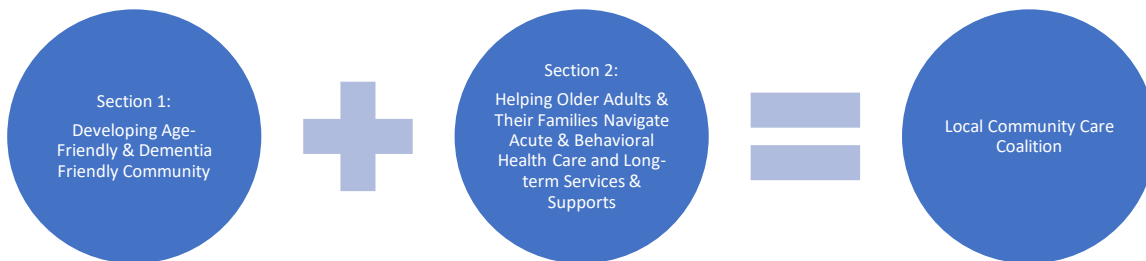 Section 1:
Developing Age-
Friendly & Dementia
Friendly Community
Section 2:
Helping Older Adults &
Their Families Navigate
Acute & Behavioral
Health Care and Long-
term Services &
Supports
Local Community Care
Coalition